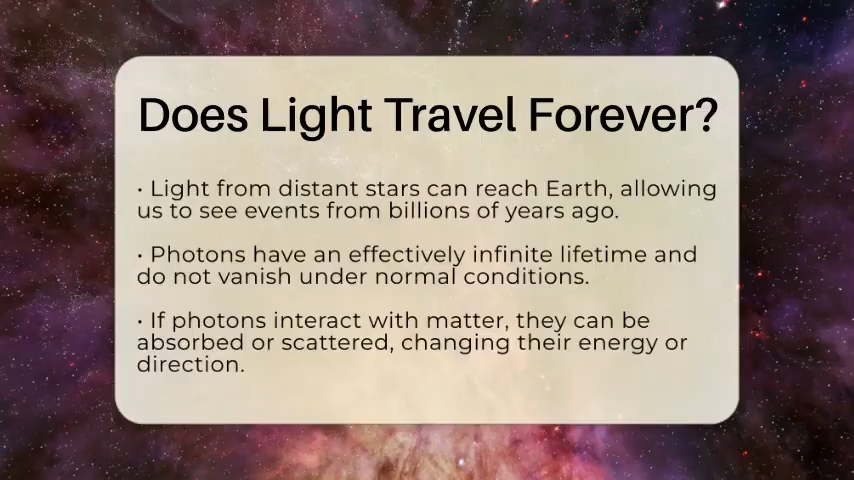 Does Light Travel Forever?
• Light from distant stars can reach Earth, allowing
us to see events from billions of years ago.
• Photons have an effectively infinite lifetime and
do not vanish under normal conditions.
• If photons interact with matter, they can be
absorbed or scattered, changing their energy or
direction.